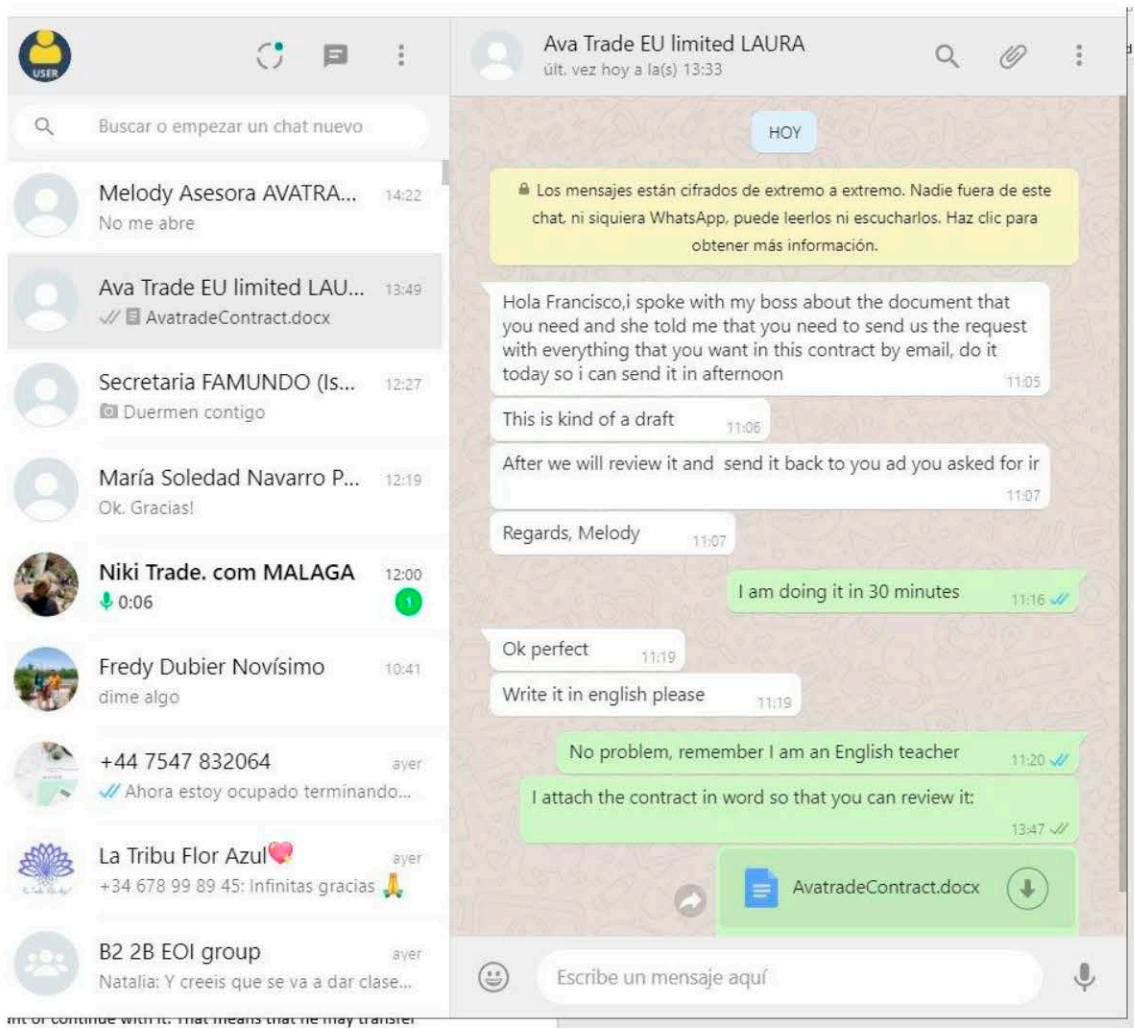 USER
Buscar o empezar un chat nuevo
Melody Asesora AVATRA... 14:22
No me abre
Ava Trade EU limited LAU... 13:49
AvatradeContract.docx
Secretaria FAMUNDO (Is... 12:27
Duermen contigo
María Soledad Navarro P... 12:19
Ok. Gracias!
Niki Trade. com MALAGA 12:00
0:06 1
Fredy Dubier Novísimo 10:41
dime algo
+44 7547 832064 ayer
Ahora estoy ocupado terminando...
La Tribu Flor Azul💖 ayer
+34 678 99 89 45: Infinitas gracias 🙏
B2 2B EOI group ayer
Natalia: Y creeis que se va a dar clase...
Ava Trade EU limited LAURA
últ. vez hoy a la(s) 13:33
HOY
Los mensajes están cifrados de extremo a extremo. Nadie fuera de este
chat, ni siquiera WhatsApp, puede leerlos ni escucharlos. Haz clic para
obtener más información.
Hola Francisco,i spoke with my boss about the document that
you need and she told me that you need to send us the request
with everything that you want in this contract by email, do it
today so i can send it in afternoon
11:05
This is kind of a draft 11:06
After we will review it and send it back to you ad you asked for ir
11:07
Regards, Melody 11:07
I am doing it in 30 minutes 11:16
Ok perfect 11:19
Write it in english please 11:19
No problem, remember I am an English teacher 11:20
I attach the contract in word so that you can review it:
13:47
AvatradeContract.docx
Escribe un mensaje aquí
or continue with it. That means that he may transfer